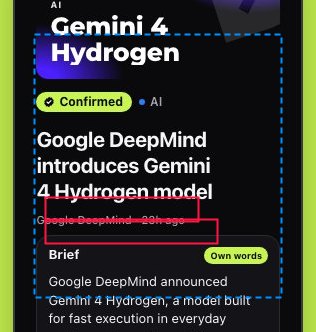 AI
Gemini 4
Hydrogen
Confirmed
AI
Google DeepMind
introduces Gemini
4 Hydrogen model
Google DeepMind · 23h ago
Brief
Own words
Google DeepMind announced
Gemini 4 Hydrogen, a model built
for fast execution in everyday